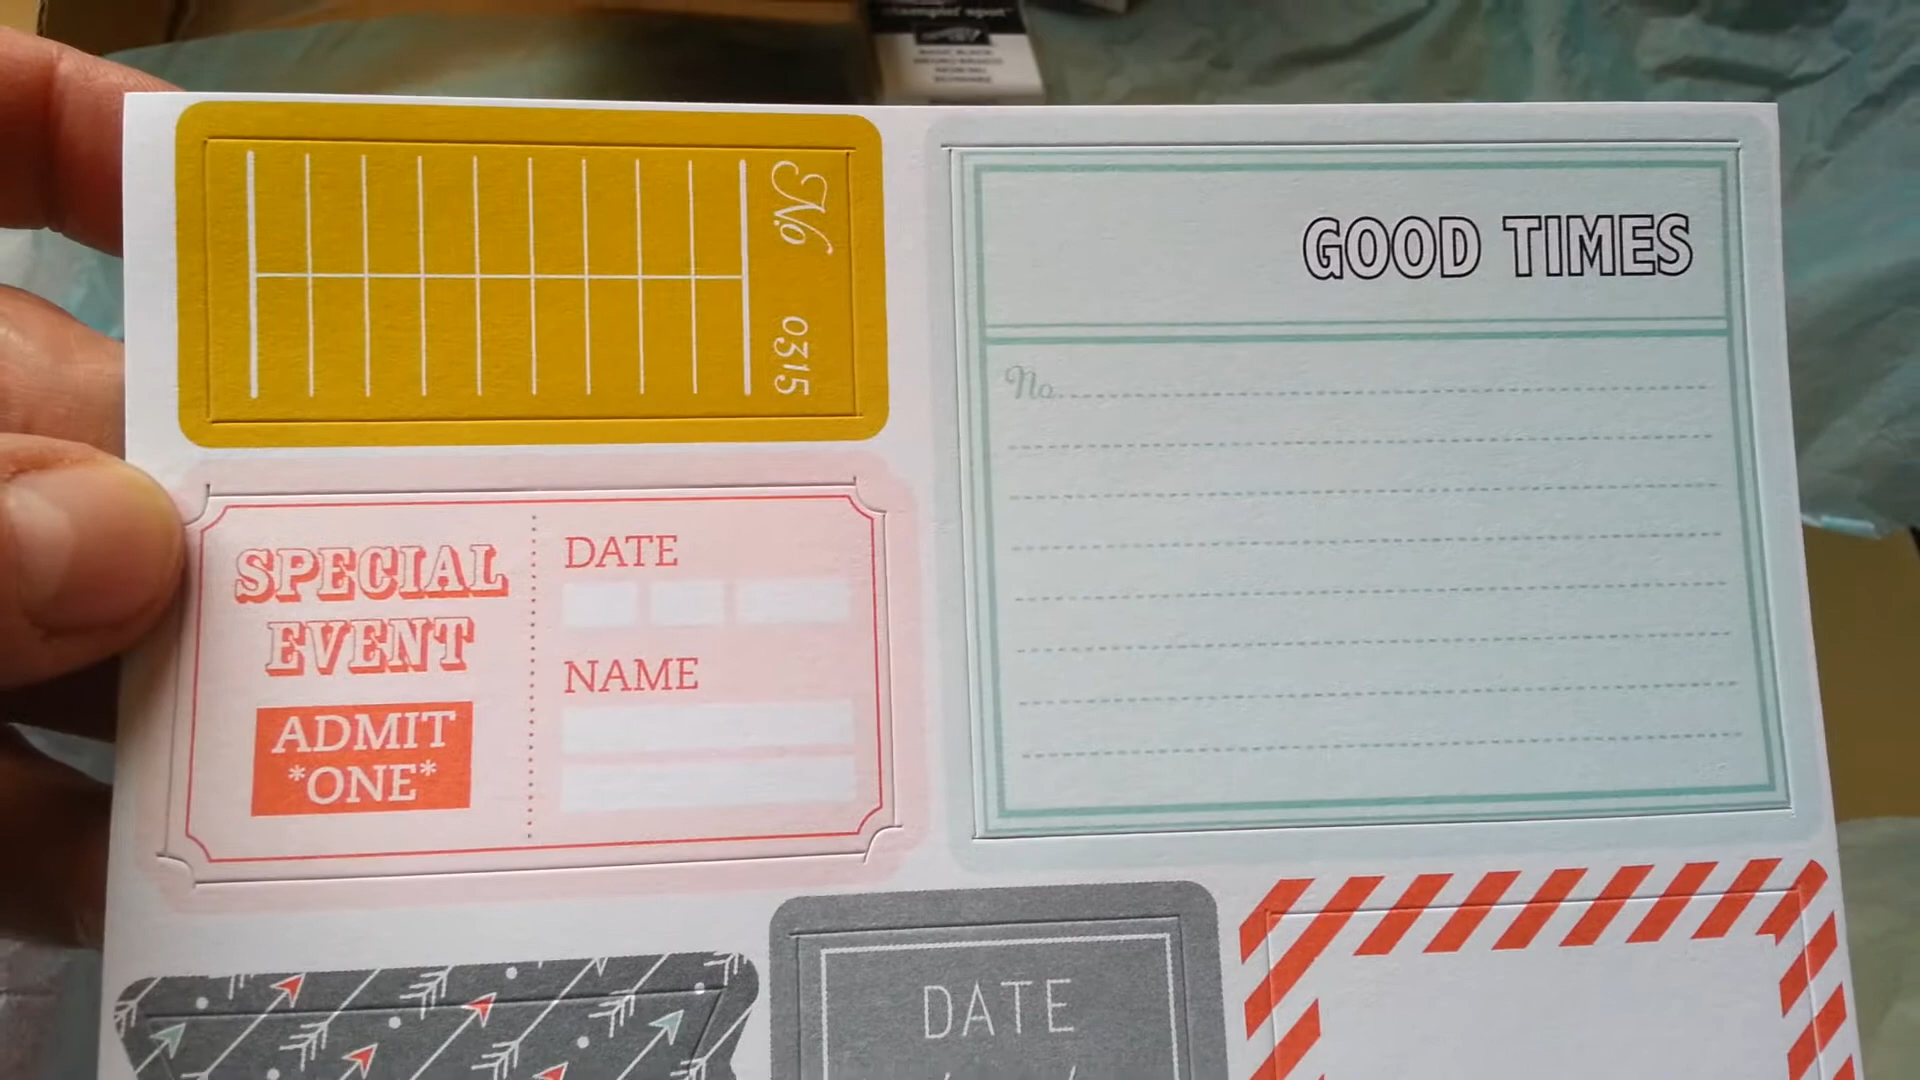 No 0315
GOOD TIMES
No.
SPECIAL
EVENT
ADMIT
*ONE*
DATE
NAME
DATE